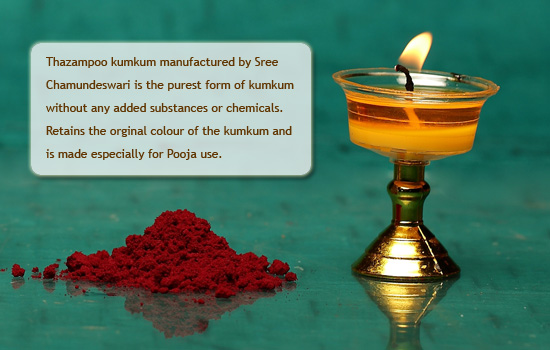 Thazampoo kumkum manufactured by Sree
Chamundeswari is the purest form of kumkum
without any added substances or chemicals.
Retains the orginal colour of the kumkum and
is made especially for Pooja use.